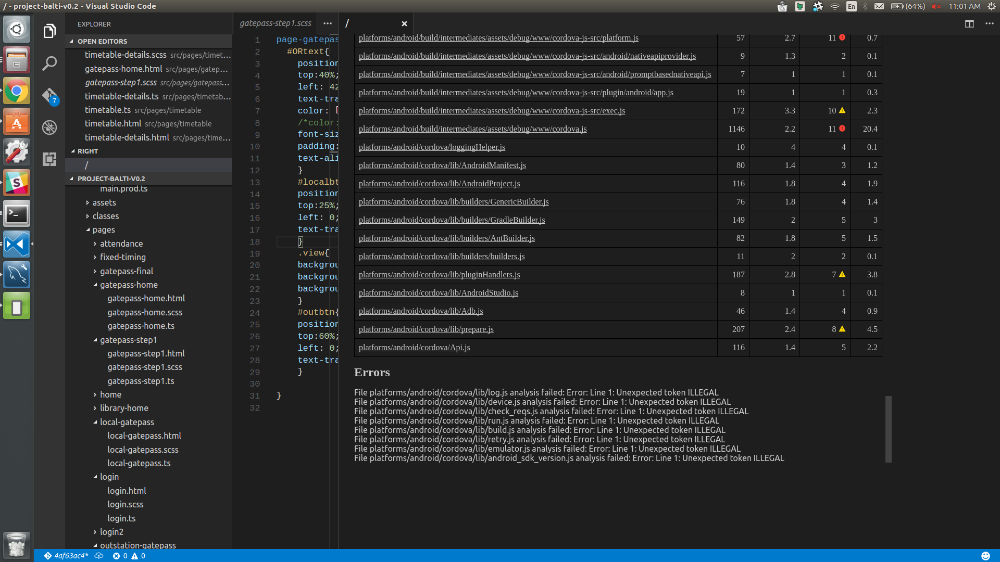 / - project-balti-v0.2 - Visual Studio Code
En
(64%)
11:01 AM
EXPLORER
OPEN EDITORS
timetable-details.scss src/pages/timet...
gatepass-home.html src/pages/gatep...
gatepass-step1.scss src/pages/gatepass...
timetable-details.ts src/pages/timetab...
timetable.ts src/pages/timetable
timetable.html src/pages/timetable
timetable-details.html src/pages/time...
RIGHT
/
PROJECT-BALTI-V0.2
main.prod.ts
assets
classes
pages
attendance
fixed-timing
gatepass-final
gatepass-home
gatepass-home.html
gatepass-home.scss
gatepass-home.ts
gatepass-step1
gatepass-step1.html
gatepass-step1.scss
gatepass-step1.ts
home
library-home
local-gatepass
local-gatepass.html
local-gatepass.scss
local-gatepass.ts
login
login.html
login.scss
login.ts
login2
outstation-gatepass
7
gatepass-step1.scss
1 page-gatepas
2 #ORtext{
3 position
4 top:40%;
5 left: 42
6 text-tra
7 color:
8 /*color:
9 font-siz
10 padding:
11 text-ali
12 }
13 #localbt
14 position
15 top:25%;
16 left: 0;
17 text-tra
18 }
19 .view{
20 backgrou
21 backgrou
22 backgrou
23 }
24 #outbtn{
25 position
26 top:60%;
27 left: 0;
28 text-tra
29 }
30
31 }
32
/
platforms/android/build/intermediates/assets/debug/www/cordova-js-src/platform.js 57 2.7 11 0.7
platforms/android/build/intermediates/assets/debug/www/cordova-js-src/android/nativeapiprovider.js 9 1.3 2 0.1
platforms/android/build/intermediates/assets/debug/www/cordova-js-src/android/promptbasednativeapi.js 7 1 1 0.1
platforms/android/build/intermediates/assets/debug/www/cordova-js-src/plugin/android/app.js 19 1 1 0.3
platforms/android/build/intermediates/assets/debug/www/cordova-js-src/exec.js 172 3.3 10 2.3
platforms/android/build/intermediates/assets/debug/www/cordova.js 1146 2.2 11 20.4
platforms/android/cordova/loggingHelper.js 10 4 4 0.1
platforms/android/cordova/lib/AndroidManifest.js 80 1.4 3 1.2
platforms/android/cordova/lib/AndroidProject.js 116 1.8 4 1.9
platforms/android/cordova/lib/builders/GenericBuilder.js 76 1.8 4 1.4
platforms/android/cordova/lib/builders/GradleBuilder.js 149 2 5 3
platforms/android/cordova/lib/builders/AntBuilder.js 82 1.8 5 1.5
platforms/android/cordova/lib/builders/builders.js 11 2 2 0.1
platforms/android/cordova/lib/pluginHandlers.js 187 2.8 7 3.8
platforms/android/cordova/lib/AndroidStudio.js 8 1 1 0.1
platforms/android/cordova/lib/Adb.js 46 1.4 4 0.9
platforms/android/cordova/lib/prepare.js 207 2.4 8 4.5
platforms/android/cordova/Api.js 116 1.4 5 2.2
Errors
File platforms/android/cordova/lib/log.js analysis failed: Error: Line 1: Unexpected token ILLEGAL
File platforms/android/cordova/lib/device.js analysis failed: Error: Line 1: Unexpected token ILLEGAL
File platforms/android/cordova/lib/check_reqs.js analysis failed: Error: Line 1: Unexpected token ILLEGAL
File platforms/android/cordova/lib/run.js analysis failed: Error: Line 1: Unexpected token ILLEGAL
File platforms/android/cordova/lib/build.js analysis failed: Error: Line 1: Unexpected token ILLEGAL
File platforms/android/cordova/lib/retry.js analysis failed: Error: Line 1: Unexpected token ILLEGAL
File platforms/android/cordova/lib/emulator.js analysis failed: Error: Line 1: Unexpected token ILLEGAL
File platforms/android/cordova/lib/android_sdk_version.js analysis failed: Error: Line 1: Unexpected token ILLEGAL
4af63ac4* 0 0